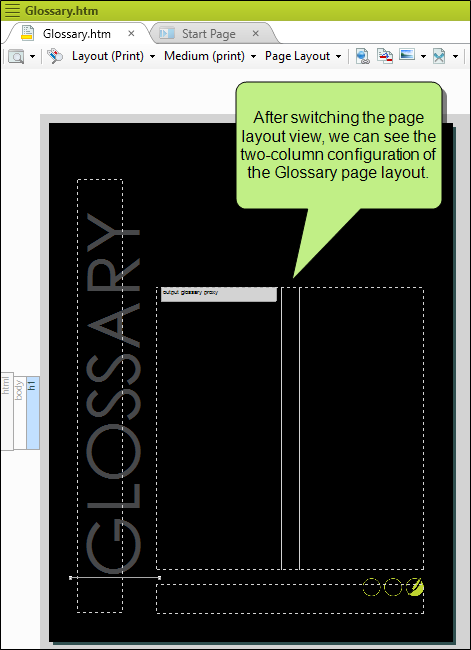 Glossary.htm
Glossary.htm
Start Page
Layout (Print)
Medium (print)
Page Layout
After switching the page
layout view, we can see the
two-column configuration of
the Glossary page layout.
GLOSSARY
output glossary proxy
html
body
h1